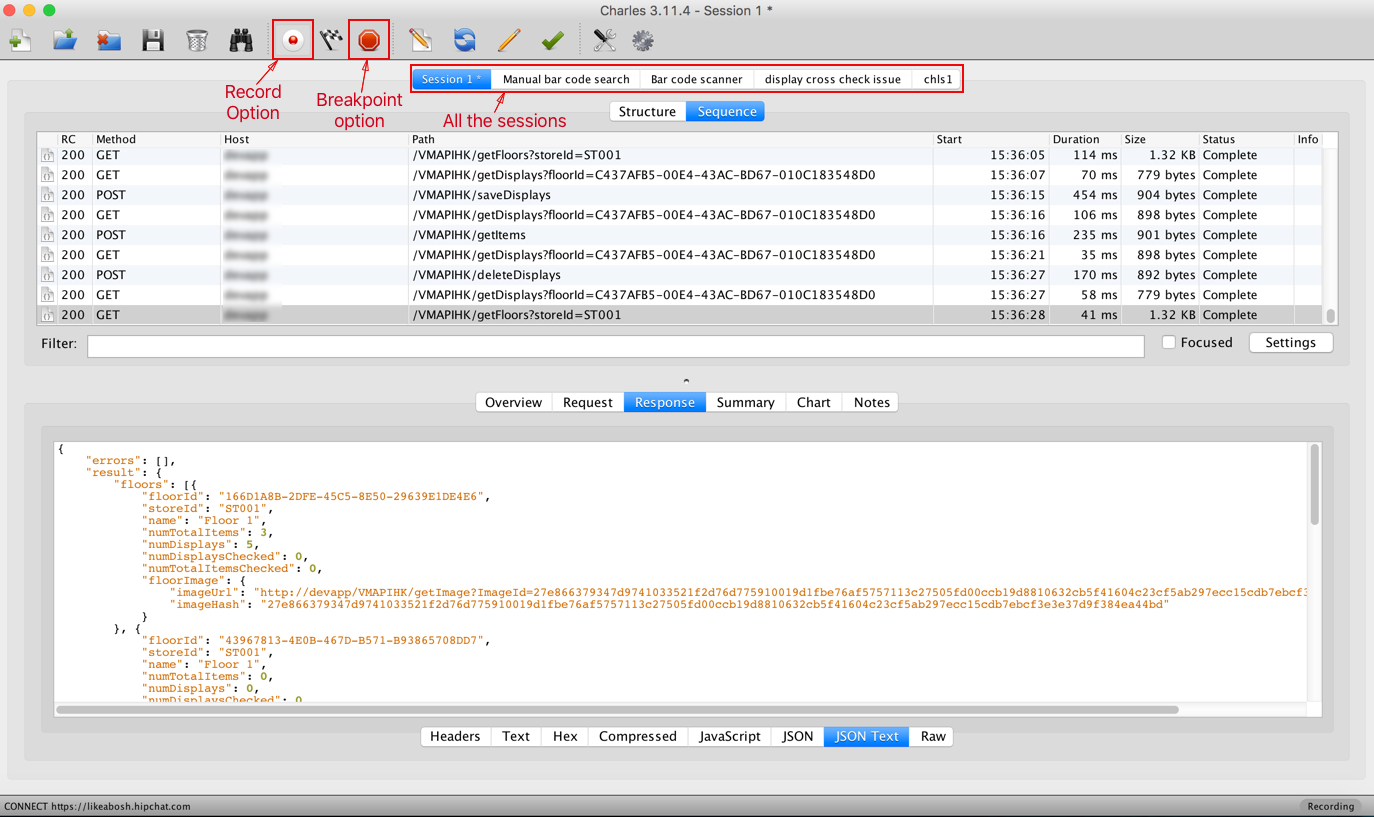 Charles 3.11.4 - Session 1 *
Record Option
Breakpoint option
Session 1 * Manual bar code search Bar code scanner display cross check issue chls1
All the sessions
Structure Sequence
RC Method Host Path Start Duration Size Status Info
200 GET /VMAPIHK/getFloors?storeId=ST001 15:36:05 114 ms 1.32 KB Complete
200 GET /VMAPIHK/getDisplays?floorId=C437AFB5-00E4-43AC-BD67-010C183548D0 15:36:07 70 ms 779 bytes Complete
200 POST /VMAPIHK/saveDisplays 15:36:15 454 ms 904 bytes Complete
200 GET /VMAPIHK/getDisplays?floorId=C437AFB5-00E4-43AC-BD67-010C183548D0 15:36:16 106 ms 898 bytes Complete
200 POST /VMAPIHK/getItems 15:36:16 235 ms 901 bytes Complete
200 GET /VMAPIHK/getDisplays?floorId=C437AFB5-00E4-43AC-BD67-010C183548D0 15:36:21 35 ms 898 bytes Complete
200 POST /VMAPIHK/deleteDisplays 15:36:27 170 ms 892 bytes Complete
200 GET /VMAPIHK/getDisplays?floorId=C437AFB5-00E4-43AC-BD67-010C183548D0 15:36:27 58 ms 779 bytes Complete
200 GET /VMAPIHK/getFloors?storeId=ST001 15:36:28 41 ms 1.32 KB Complete
Filter: Focused Settings
Overview Request Response Summary Chart Notes
{
"errors": [],
"result": {
"floors": [{
"floorId": "166D1A8B-2DFE-45C5-8E50-29639E1DE4E6",
"storeId": "ST001",
"name": "Floor 1",
"numTotalItems": 3,
"numDisplays": 5,
"numDisplaysChecked": 0,
"numTotalItemsChecked": 0,
"floorImage": {
"imageUrl": "http://devapp/VMAPIHK/getImage?ImageId=27e866379347d9741033521f2d76d775910019d1fbe76af5757113c27505fd00ccb19d8810632cb5f41604c23cf5ab297ecc15cdb7ebcf3
"imageHash": "27e866379347d9741033521f2d76d775910019d1fbe76af5757113c27505fd00ccb19d8810632cb5f41604c23cf5ab297ecc15cdb7ebcf3e3e37d9f384ea44bd"
}
}, {
"floorId": "43967813-4E0B-467D-B571-B93865708DD7",
"storeId": "ST001",
"name": "Floor 1",
"numTotalItems": 0,
"numDisplays": 0,
"numDisplaysChecked": 0
Headers Text Hex Compressed JavaScript JSON JSON Text Raw
CONNECT https://likeabosh.hipchat.com Recording